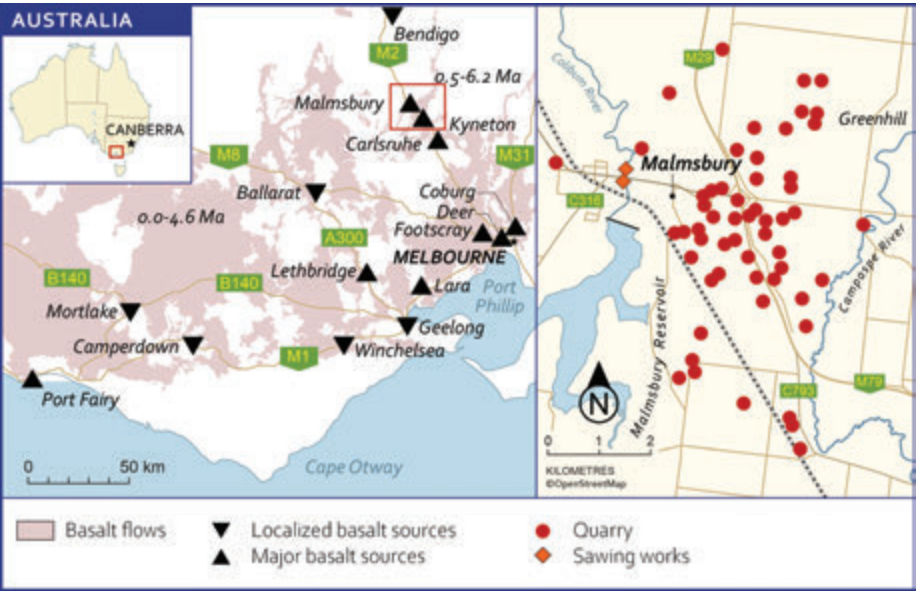 AUSTRALIA
CANBERRA
Bendigo
M2
0.5-6.2 Ma
Malmsbury
Kyneton
Carlsruhe
M8
M31
Ballarat
Coburg
Deer
Footscray
0.0-4.6 Ma
A300
MELBOURNE
B140
B140
Lethbridge
Lara
Port
Phillip
Mortlake
Geelong
Camperdown
M1
Winchelsea
Port Fairy
0 50 km
Cape Otway
M29
Greenhill
Malmsbury
C316
Campaspe River
Malmsbury Reservoir
N
C793
M79
0 1 2
KILOMETRES
©OpenStreetMap
Basalt flows
Localized basalt sources
Quarry
Major basalt sources
Sawing works